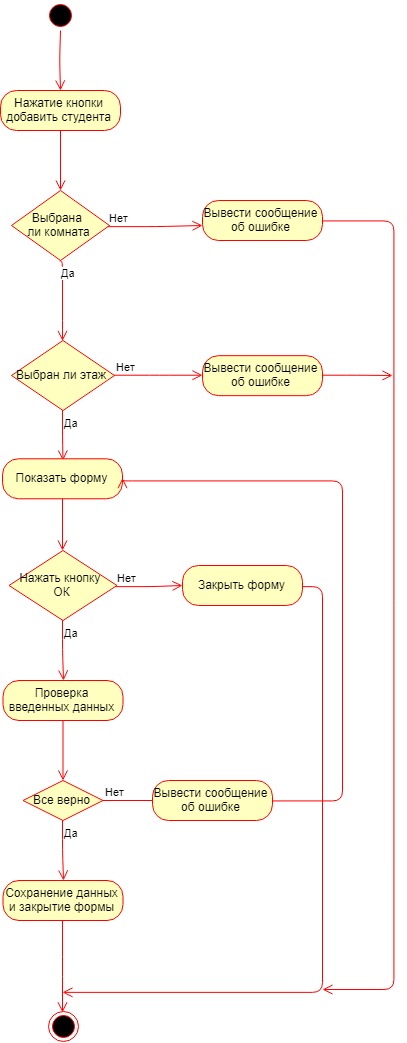 Нажатие кнопки
добавить студента
Выбрана
ли комната
Нет
Вывести сообщение
об ошибке
Да
Выбран ли этаж
Нет
Вывести сообщение
об ошибке
Да
Показать форму
Нажать кнопку
ОК
Нет
Закрыть форму
Да
Проверка
введенных данных
Все верно
Нет
Вывести сообщение
об ошибке
Да
Сохранение данных
и закрытие формы